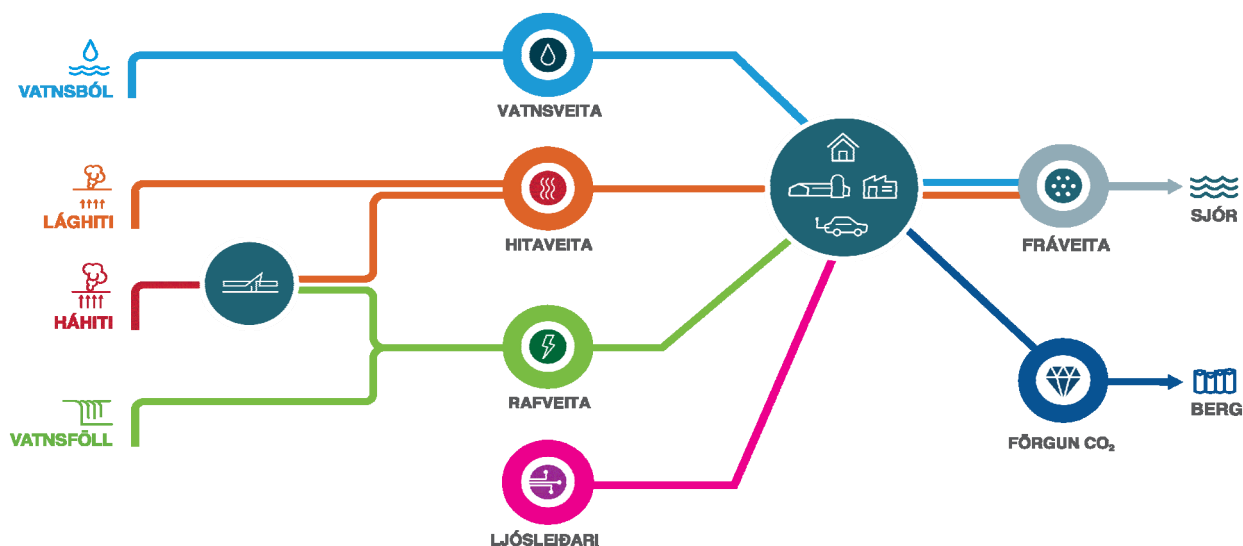 VATNSBÓL
VATNSVEITA
LÁGHITI
HITAVEITA
HÁHITI
RAFVEITA
VATNSFÖLL
LJÓSLEIÐARI
FRÁVEITA
SJÓR
FÖRGUN CO₂
BERG